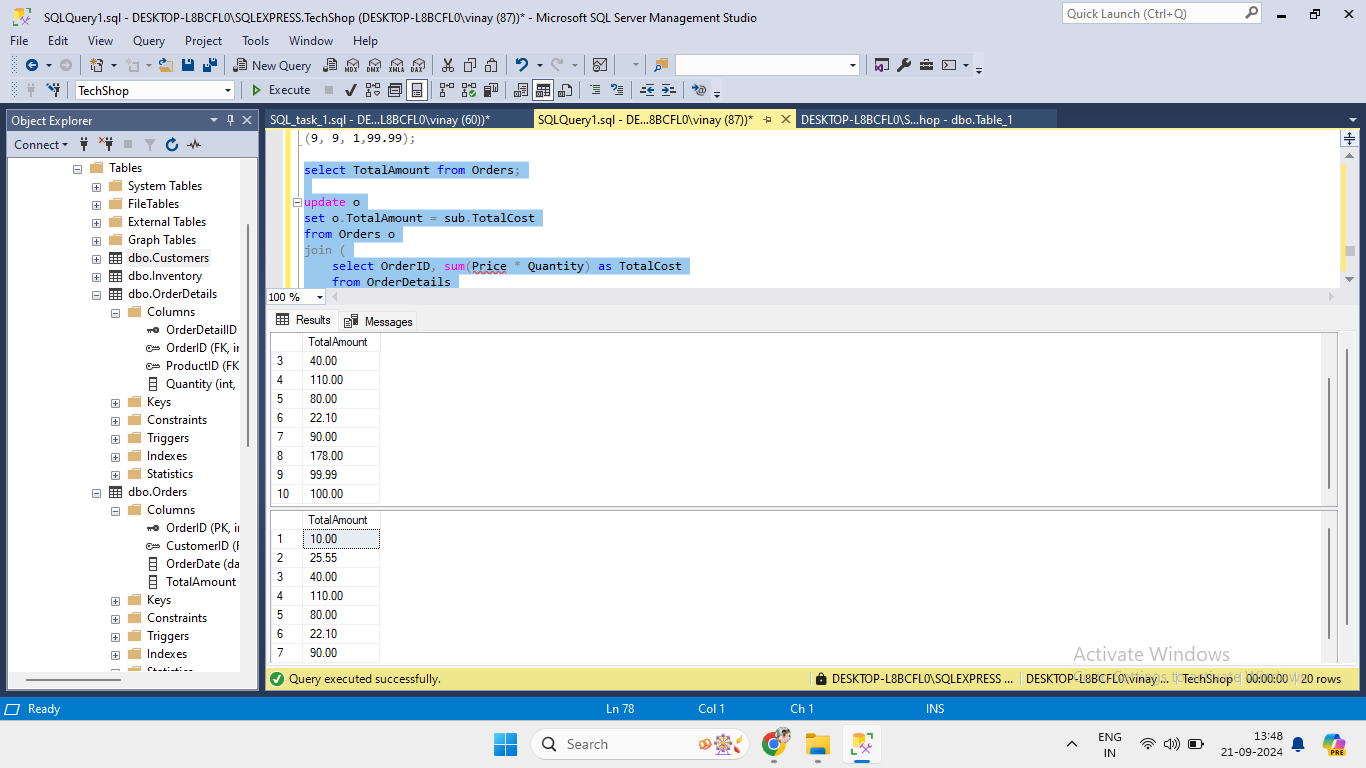 SQLQuery1.sql - DESKTOP-L8BCFL0\SQLEXPRESS.TechShop (DESKTOP-L8BCFL0\vinay (87))* - Microsoft SQL Server Management Studio
Quick Launch (Ctrl+Q)
File Edit View Query Project Tools Window Help
New Query MDX DMX XMLA DAX
TechShop Execute
Object Explorer
Connect
Tables
System Tables
FileTables
External Tables
Graph Tables
dbo.Customers
dbo.Inventory
dbo.OrderDetails
Columns
OrderDetailID
OrderID (FK, in
ProductID (FK
Quantity (int,
Keys
Constraints
Triggers
Indexes
Statistics
dbo.Orders
Columns
OrderID (PK, in
CustomerID (F
OrderDate (da
TotalAmount
Keys
Constraints
Triggers
Indexes
Statistics
SQL_task_1.sql - DE...L8BCFL0\vinay (60))* SQLQuery1.sql - DE...8BCFL0\vinay (87))* DESKTOP-L8BCFL0\S...hop - dbo.Table_1
(9, 9, 1,99.99);
select TotalAmount from Orders;
update o
set o.TotalAmount = sub.TotalCost
from Orders o
join (
select OrderID, sum(Price * Quantity) as TotalCost
from OrderDetails
100 %
Results Messages
TotalAmount
3 40.00
4 110.00
5 80.00
6 22.10
7 90.00
8 178.00
9 99.99
10 100.00
TotalAmount
1 10.00
2 25.55
3 40.00
4 110.00
5 80.00
6 22.10
7 90.00
Activate Windows
Query executed successfully. DESKTOP-L8BCFL0\SQLEXPRESS ... DESKTOP-L8BCFL0\vinay ... TechShop 00:00:00 20 rows
Ready Ln 78 Col 1 Ch 1 INS
Search
ENG
IN
13:48
21-09-2024
PRE